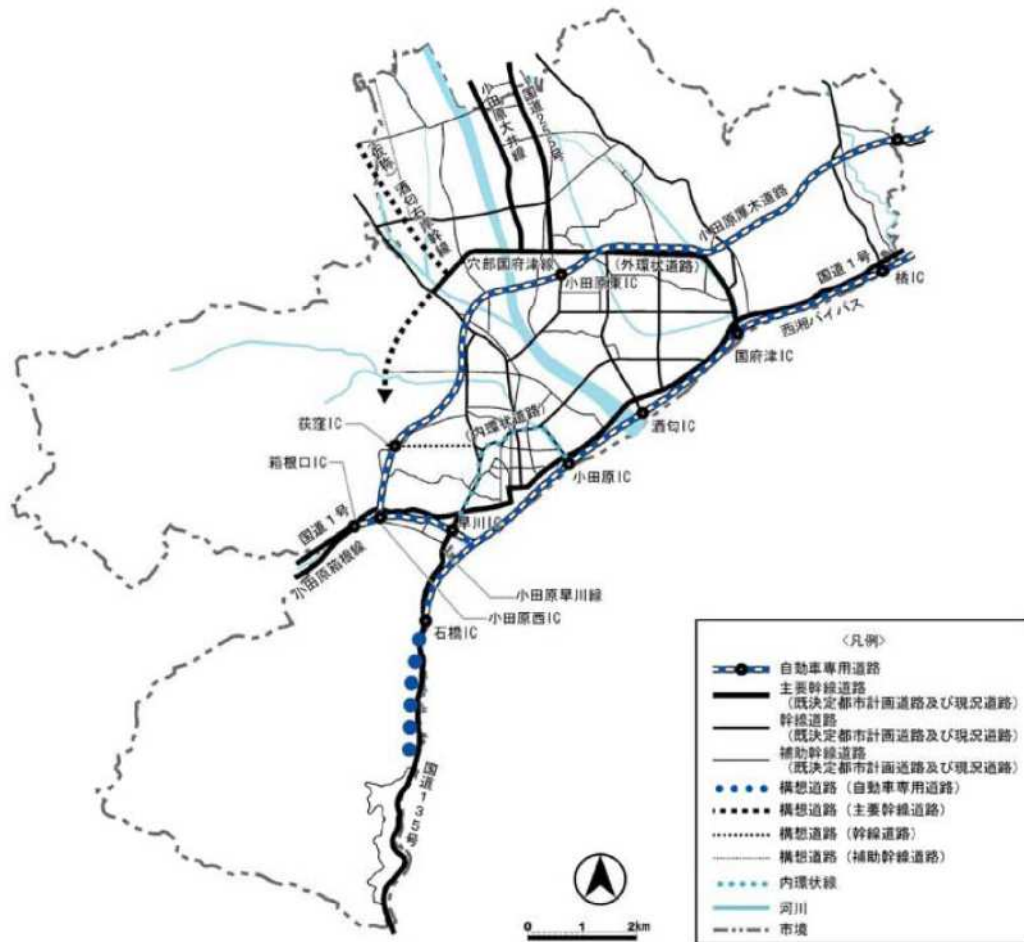 小田原大井線
国道255号
(仮称)酒匂右岸幹線
小田原厚木道路
穴部国府津線
(外環状道路)
小田原東IC
国道1号
橘IC
西湘バイパス
国府津IC
(内環状道路)
酒匂IC
荻窪IC
小田原IC
箱根口IC
早川IC
国道1号
小田原箱根線
小田原早川線
小田原西IC
石橋IC
国道135号
0 1 2km
<凡例>
自動車専用道路
主要幹線道路
(既決定都市計画道路及び現況道路)
幹線道路
(既決定都市計画道路及び現況道路)
補助幹線道路
(既決定都市計画道路及び現況道路)
構想道路(自動車専用道路)
構想道路(主要幹線道路)
構想道路(幹線道路)
構想道路(補助幹線道路)
内環状線
河川
市境